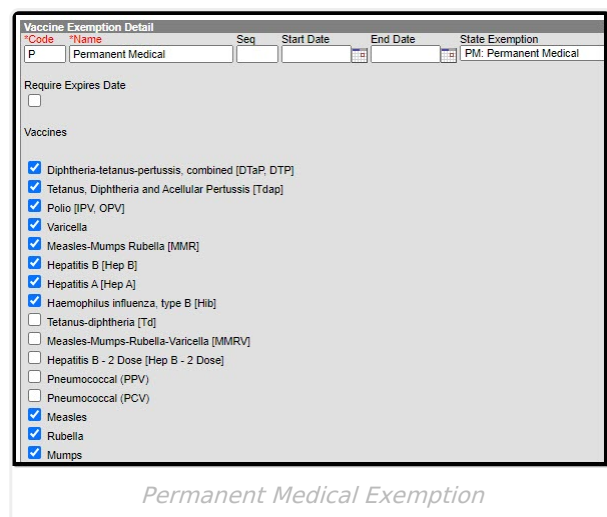 Vaccine Exemption Detail
*Code *Name Seq Start Date End Date State Exemption
P Permanent Medical PM: Permanent Medical
Require Expires Date
Vaccines
Diphtheria-tetanus-pertussis, combined [DTaP, DTP]
Tetanus, Diphtheria and Acellular Pertussis [Tdap]
Polio [IPV, OPV]
Varicella
Measles-Mumps Rubella [MMR]
Hepatitis B [Hep B]
Hepatitis A [Hep A]
Haemophilus influenza, type B [Hib]
Tetanus-diphtheria [Td]
Measles-Mumps-Rubella-Varicella [MMRV]
Hepatitis B - 2 Dose [Hep B - 2 Dose]
Pneumococcal (PPV)
Pneumococcal (PCV)
Measles
Rubella
Mumps
Permanent Medical Exemption